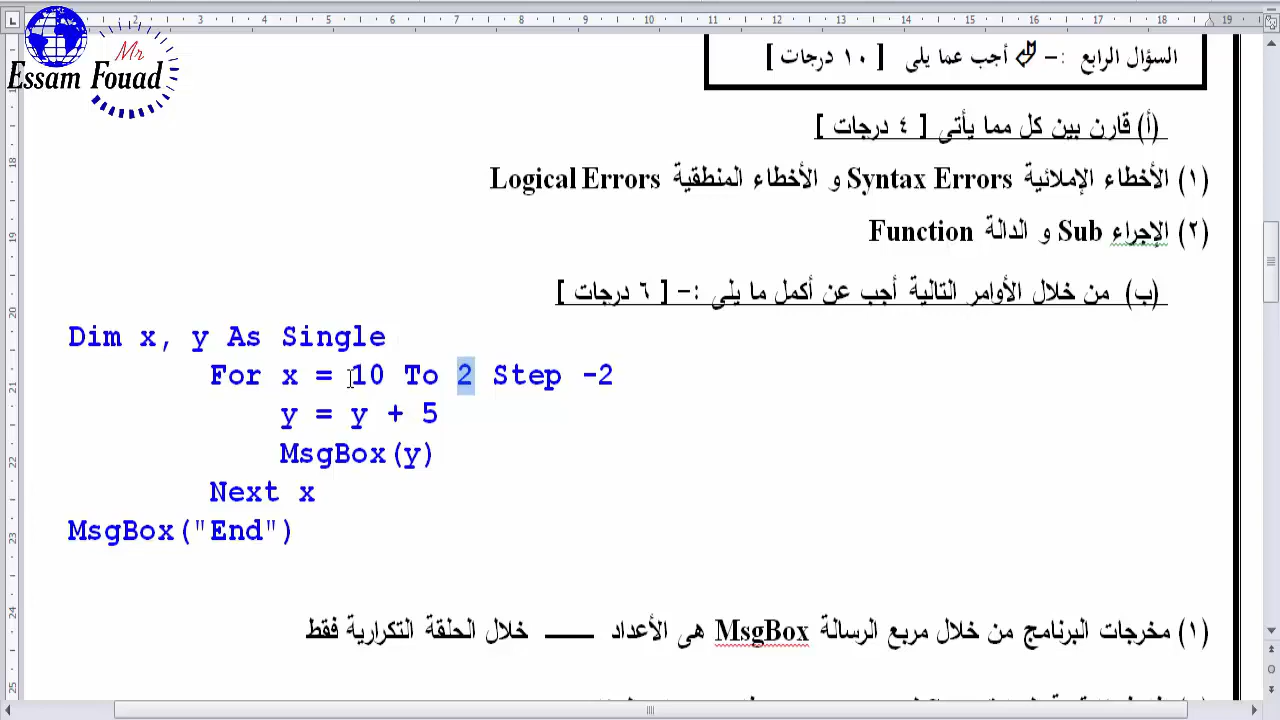 Mr
Essam Fouad
السؤال الرابع :- أجب عما يلى [ ١٠ درجات ]
(أ) قارن بين كل مما يأتى [ ٤ درجات ]
(١) الأخطاء الإملائية Syntax Errors و الأخطاء المنطقية Logical Errors
(٢) الإجراء Sub و الدالة Function
(ب) من خلال الأوامر التالية أجب عن أكمل ما يلى :- [ ٦ درجات ]
Dim x, y As Single
For x = 10 To 2 Step -2
y = y + 5
MsgBox(y)
Next x
MsgBox("End")
(١) مخرجات البرنامج من خلال مربع الرسالة MsgBox هى الأعداد ـــــــ خلال الحلقة التكرارية فقط